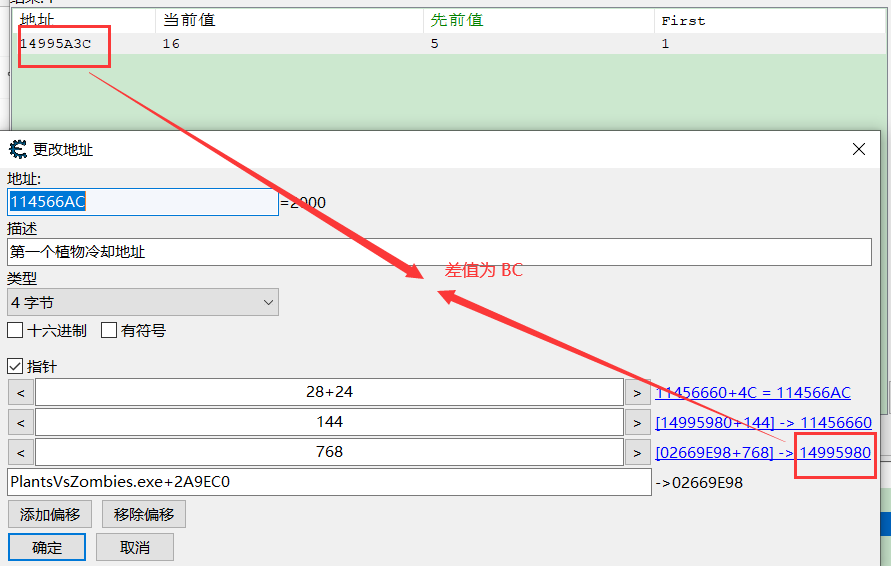 地址 当前值 先前值 First
14995A3C 16 5 1
更改地址
地址:
114566AC =2000
描述
第一个植物冷却地址
差值为 BC
类型
4 字节
十六进制 有符号
指针
< 28+24 > 11456660+4C = 114566AC
< 144 > [14995980+144] -> 11456660
< 768 > [02669E98+768] -> 14995980
PlantsVsZombies.exe+2A9EC0 ->02669E98
添加偏移 移除偏移
确定 取消